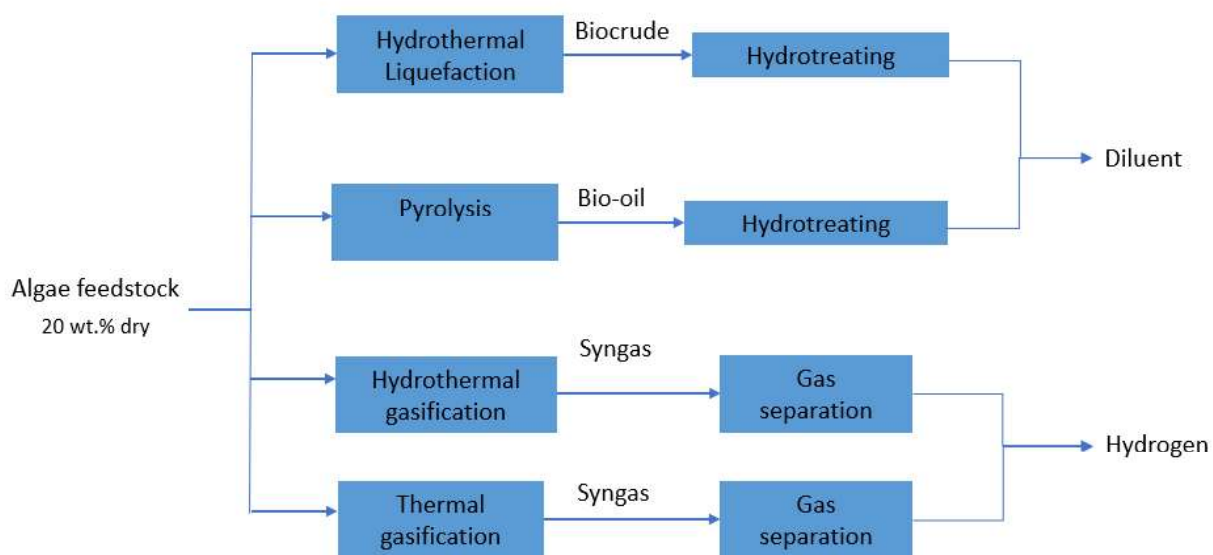 Hydrothermal
Liquefaction
Biocrude
Hydrotreating
Diluent
Pyrolysis
Bio-oil
Hydrotreating
Algae feedstock
20 wt.% dry
Hydrothermal
gasification
Syngas
Gas
separation
Hydrogen
Thermal
gasification
Syngas
Gas
separation